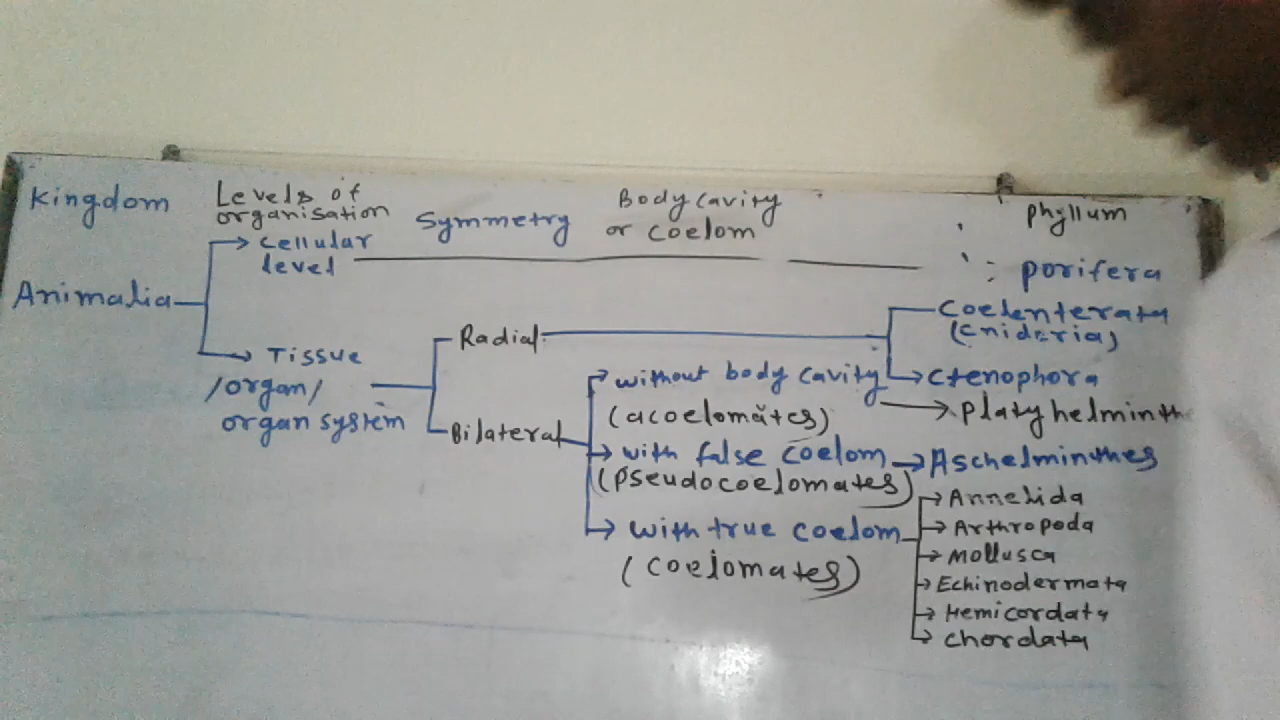 Kingdom
Levels of
organisation
Symmetry
Body cavity
or coelom
phyllum
cellular
level
porifera
Animalia
Coelenterata
(cnideria)
Radial
Tissue
/organ/
organ system
without body cavity
Ctenophora
(acoelomates)
platyhelminth
Bilateral
with false coelom
Aschelminthes
(pseudocoelomates)
Annelida
with true coelom
Arthropoda
(coelomates)
Mollusca
Echinodermata
Hemicordata
chordata